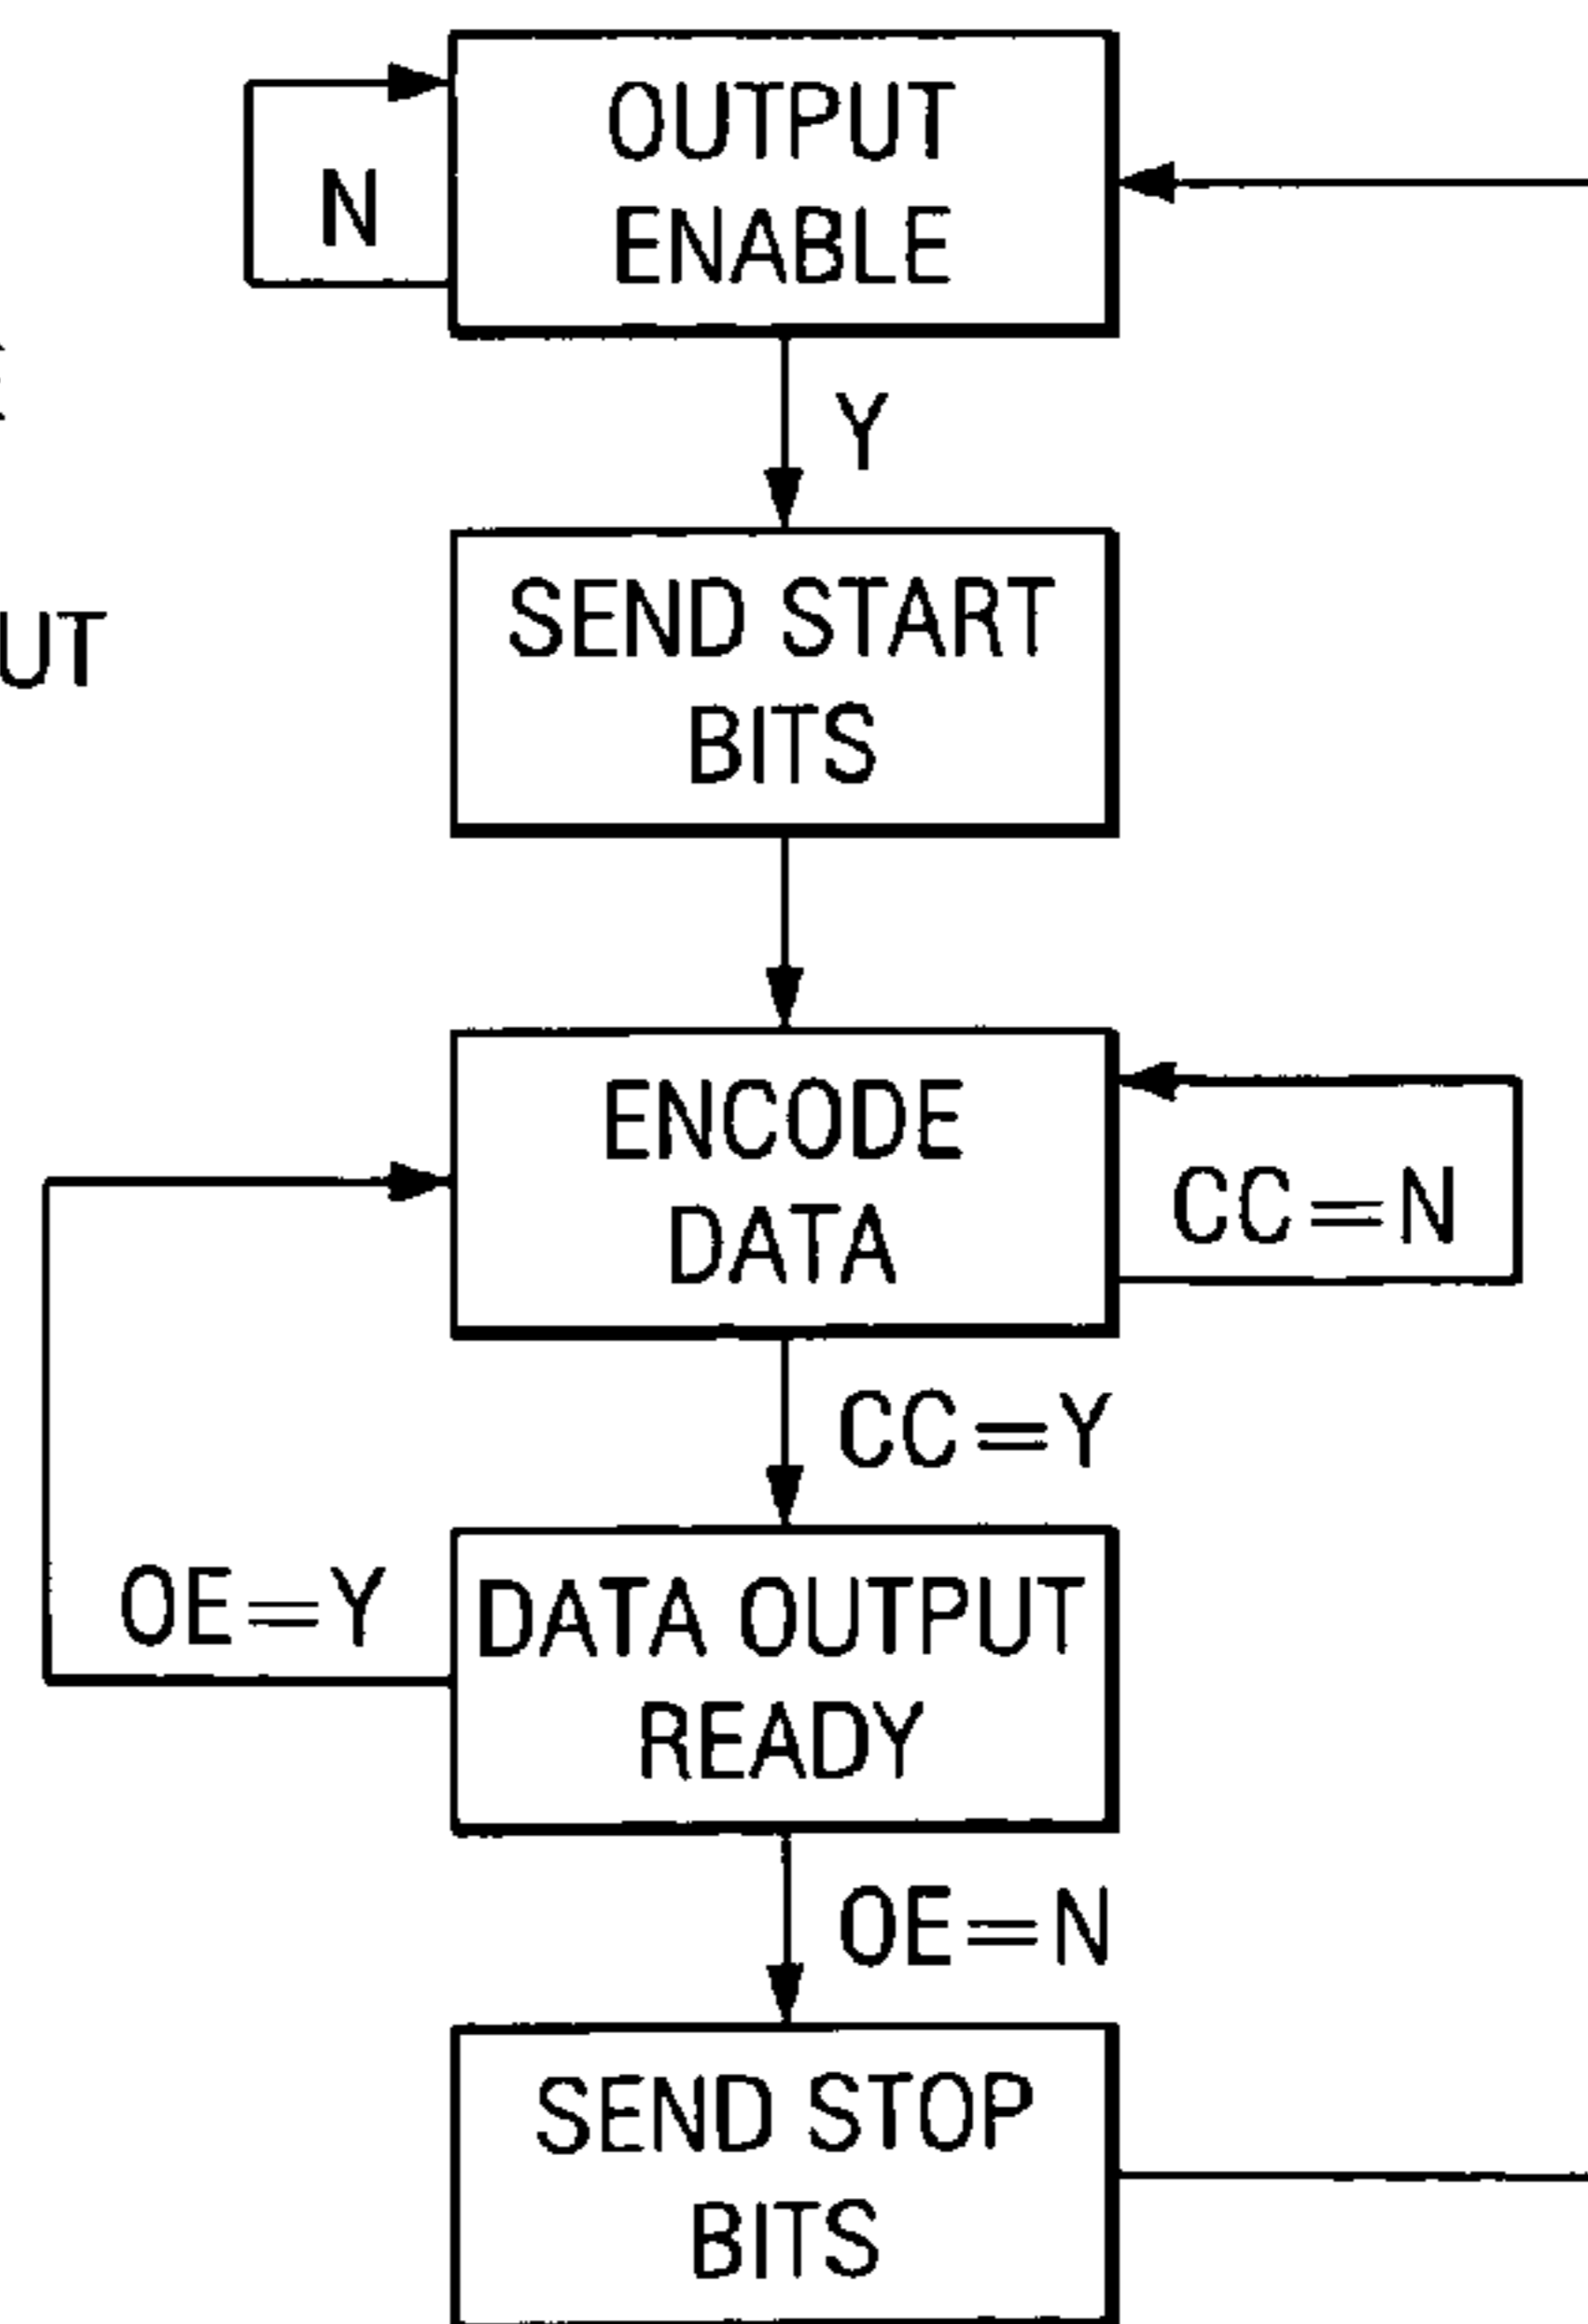 OUTPUT
N
ENABLE
Y
UT
SEND START
BITS
ENCODE
CC=N
DATA
CC=Y
OE=Y
DATA OUTPUT
READY
OE=N
SEND STOP
BITS